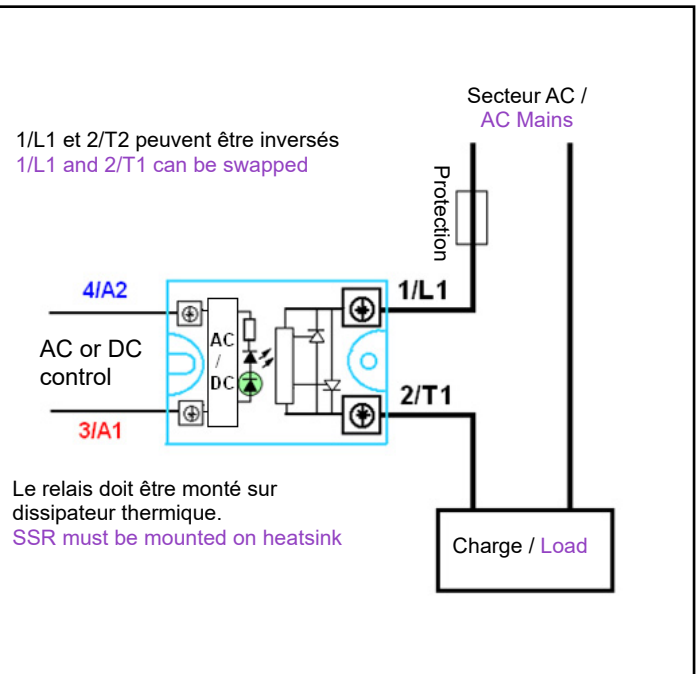 Secteur AC /
AC Mains
1/L1 et 2/T2 peuvent être inversés
1/L1 and 2/T1 can be swapped
Protection
4/A2
1/L1
AC or DC
control
AC
/
DC
2/T1
3/A1
Le relais doit être monté sur
dissipateur thermique.
SSR must be mounted on heatsink
Charge / Load